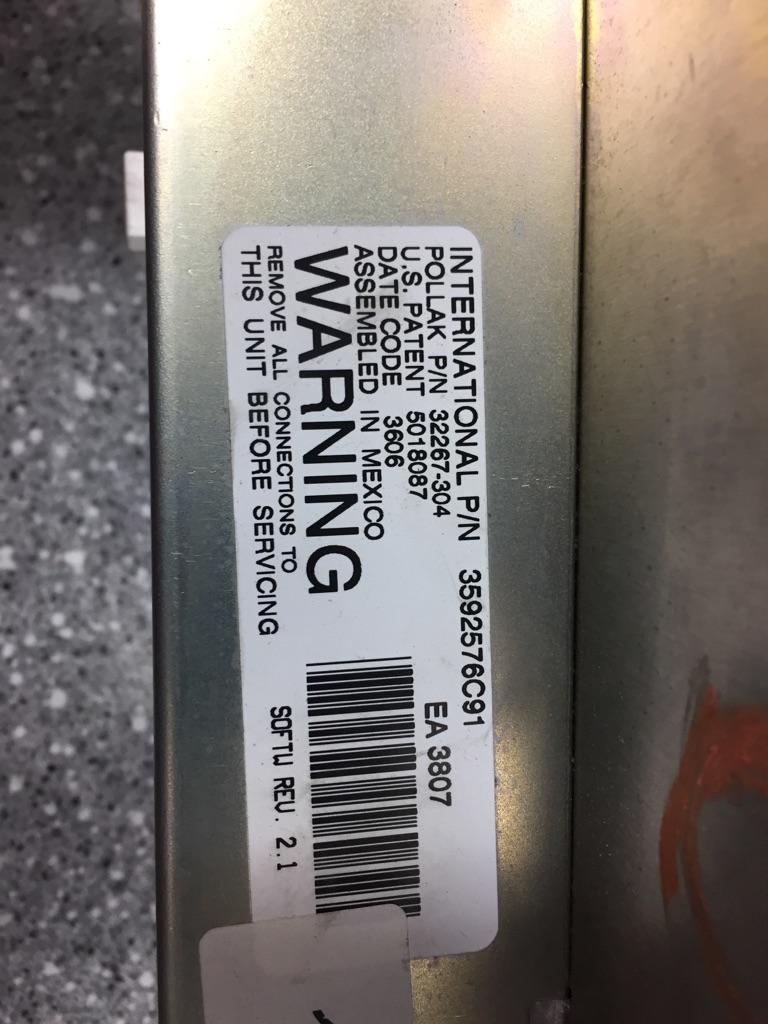 INTERNATIONAL P/N 3592576C91
POLLAK P/N 32267-304
EA 3807
U.S. PATENT 5018087
DATE CODE 3606
ASSEMBLED IN MEXICO
WARNING
REMOVE ALL CONNECTIONS TO
THIS UNIT BEFORE SERVICING
SOFTW REV. 2.1